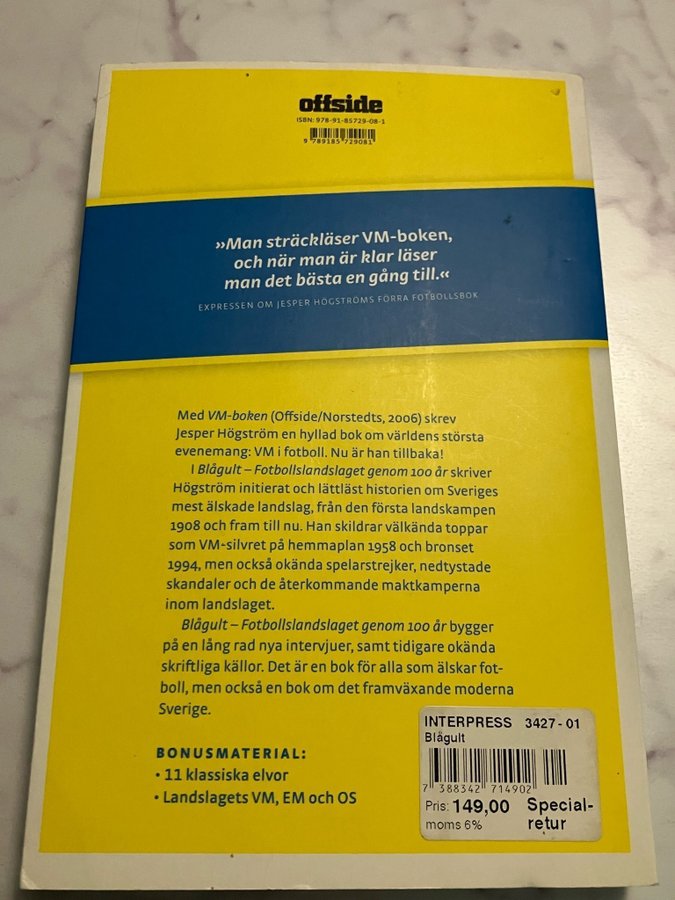 offside
ISBN: 978-91-85729-08-1
9 789185 729081
»Man sträckläser VM-boken,
och när man är klar läser
man det bästa en gång till.«
EXPRESSEN OM JESPER HÖGSTRÖMS FÖRRA FOTBOLLSBOK
Med VM-boken (Offside/Norstedts, 2006) skrev
Jesper Högström en hyllad bok om världens största
evenemang: VM i fotboll. Nu är han tillbaka!
I Blågult – Fotbollslandslaget genom 100 år skriver
Högström initierat och lättläst historien om Sveriges
mest älskade landslag, från den första landskampen
1908 och fram till nu. Han skildrar välkända toppar
som VM-silvret på hemmaplan 1958 och bronset
1994, men också okända spelarstrejker, nedtystade
skandaler och de återkommande maktkamperna
inom landslaget.
Blågult – Fotbollslandslaget genom 100 år bygger
på en lång rad nya intervjuer, samt tidigare okända
skriftliga källor. Det är en bok för alla som älskar fot-
boll, men också en bok om det framväxande moderna
Sverige.
BONUSMATERIAL:
• 11 klassiska elvor
• Landslagets VM, EM och OS
INTERPRESS 3427-01
Blågult
7 388342 714902
Pris: 149,00 Special-
moms 6% retur